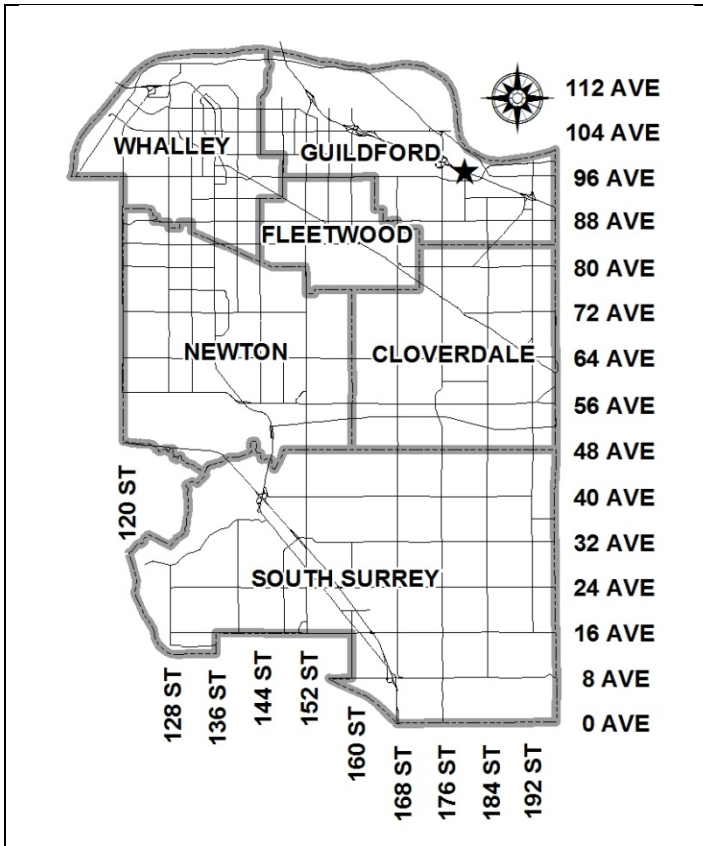 112 AVE
104 AVE
WHALLEY
GUILDFORD
96 AVE
88 AVE
FLEETWOOD
80 AVE
72 AVE
NEWTON
CLOVERDALE
64 AVE
56 AVE
48 AVE
120 ST
40 AVE
32 AVE
SOUTH SURREY
24 AVE
16 AVE
128 ST
136 ST
144 ST
152 ST
160 ST
168 ST
176 ST
184 ST
192 ST
8 AVE
0 AVE